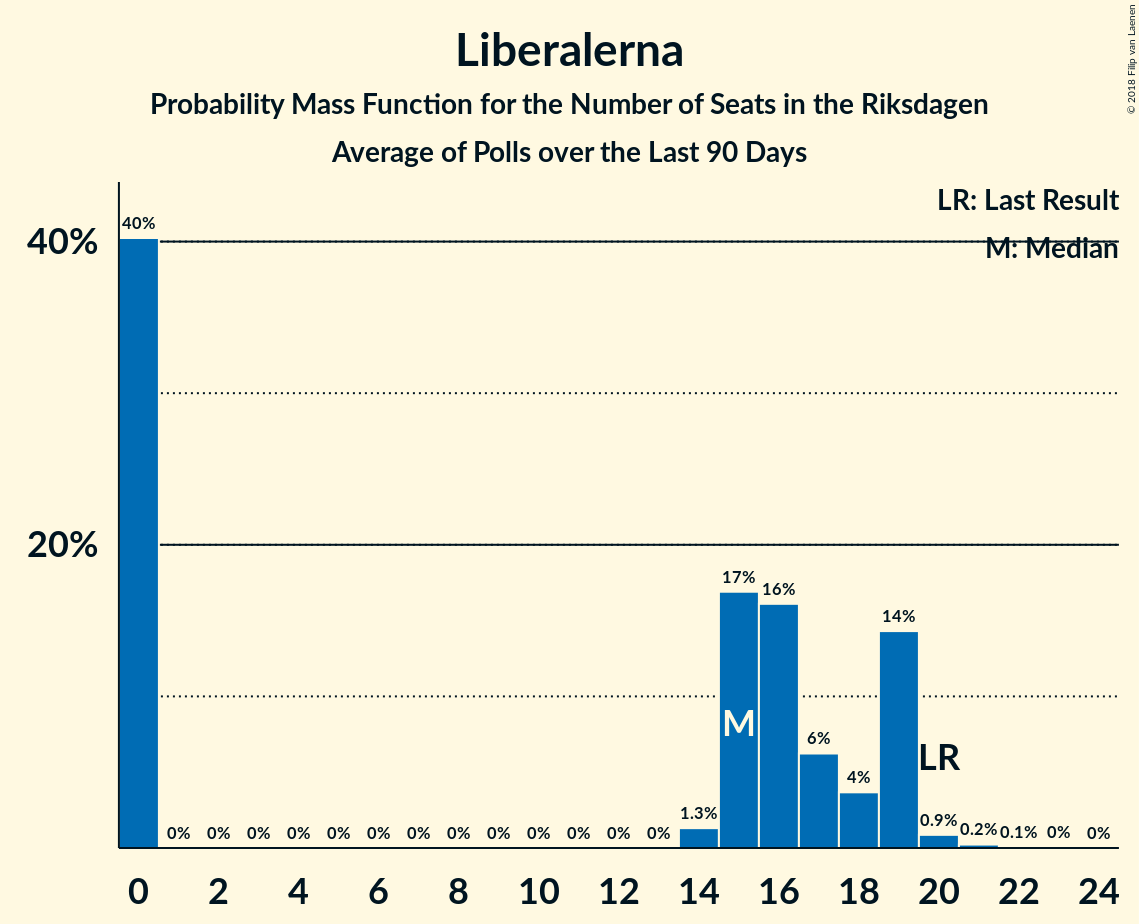 © 2018 Filip van Laenen
Liberalerna
Probability Mass Function for the Number of Seats in the Riksdagen
Average of Polls over the Last 90 Days
LR: Last Result
M: Median
40%
20%
40%
0% 0% 0% 0% 0% 0% 0% 0% 0% 0% 0% 0% 0% 1.3% 17% 16% 6% 4% 14% 0.9% 0.2% 0.1% 0% 0%
M
LR
0 2 4 6 8 10 12 14 16 18 20 22 24